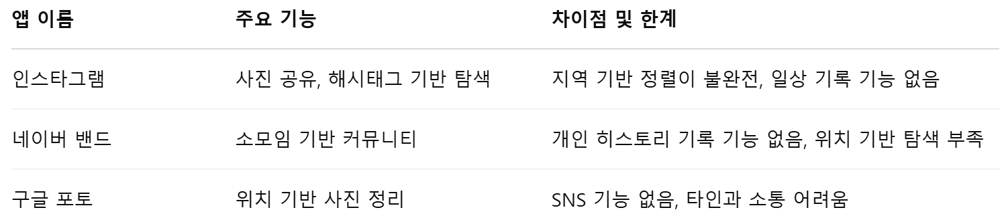 앱 이름 주요 기능 차이점 및 한계
인스타그램 사진 공유, 해시태그 기반 탐색 지역 기반 정렬이 불완전, 일상 기록 기능 없음
네이버 밴드 소모임 기반 커뮤니티 개인 히스토리 기록 기능 없음, 위치 기반 탐색 부족
구글 포토 위치 기반 사진 정리 SNS 기능 없음, 타인과 소통 어려움